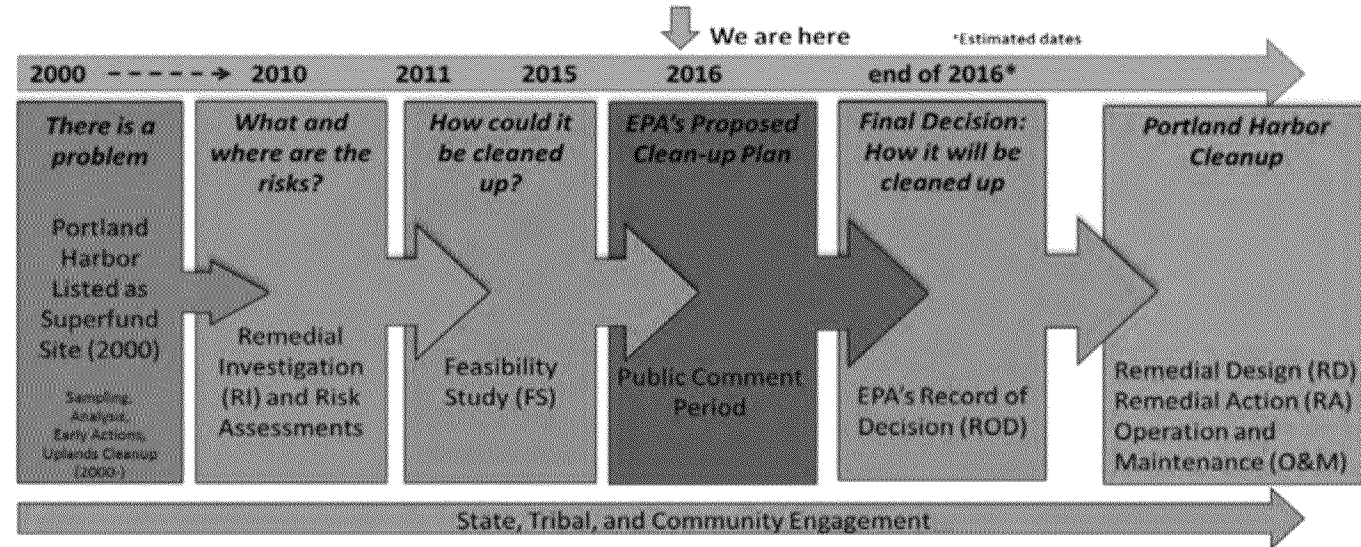 We are here
*Estimated dates
2000 - - - - - → 2010 2011 2015 2016 end of 2016*
There is a
problem
Portland
Harbor
Listed as
Superfund
Site (2000)
Sampling,
Analysis,
Early Actions,
Uplands Cleanup
(2000-)
What and
where are the
risks?
Remedial
Investigation
(RI) and Risk
Assessments
How could it
be cleaned
up?
Feasibility
Study (FS)
EPA's Proposed
Clean-up Plan
Public Comment
Period
Final Decision:
How it will be
cleaned up
EPA's Record of
Decision (ROD)
Portland Harbor
Cleanup
Remedial Design (RD)
Remedial Action (RA)
Operation and
Maintenance (O&M)
State, Tribal, and Community Engagement